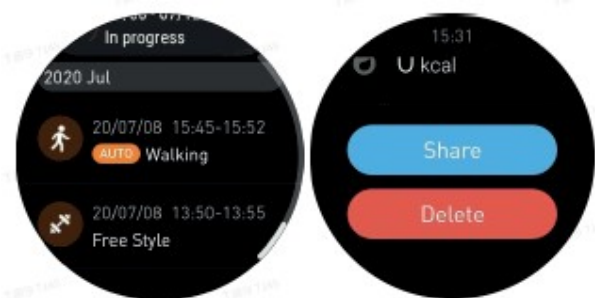 In progress
2020 Jul
20/07/08 15:45-15:52
AUTO Walking
20/07/08 13:50-13:55
Free Style
15:31
kcal
Share
Delete